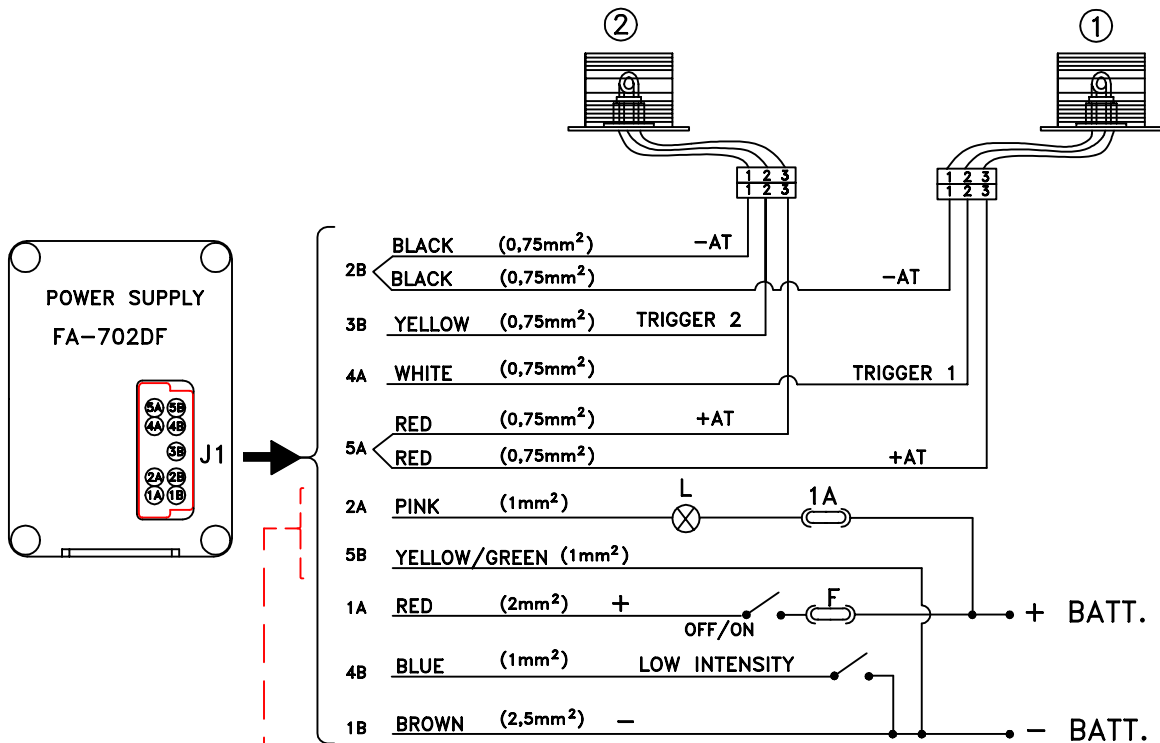 ② ①
1 2 3
1 2 3
1 2 3
1 2 3
POWER SUPPLY
FA-702DF
5A 5B
4A 4B
3B
2A 2B
1A 1B
J1
2B
BLACK (0,75mm²) -AT
BLACK (0,75mm²) -AT
3B YELLOW (0,75mm²) TRIGGER 2
4A WHITE (0,75mm²) TRIGGER 1
5A
RED (0,75mm²) +AT
RED (0,75mm²) +AT
2A PINK (1mm²) L 1A
5B YELLOW/GREEN (1mm²)
1A RED (2mm²) + OFF/ON F + BATT.
4B BLUE (1mm²) LOW INTENSITY
1B BROWN (2,5mm²) - - BATT.